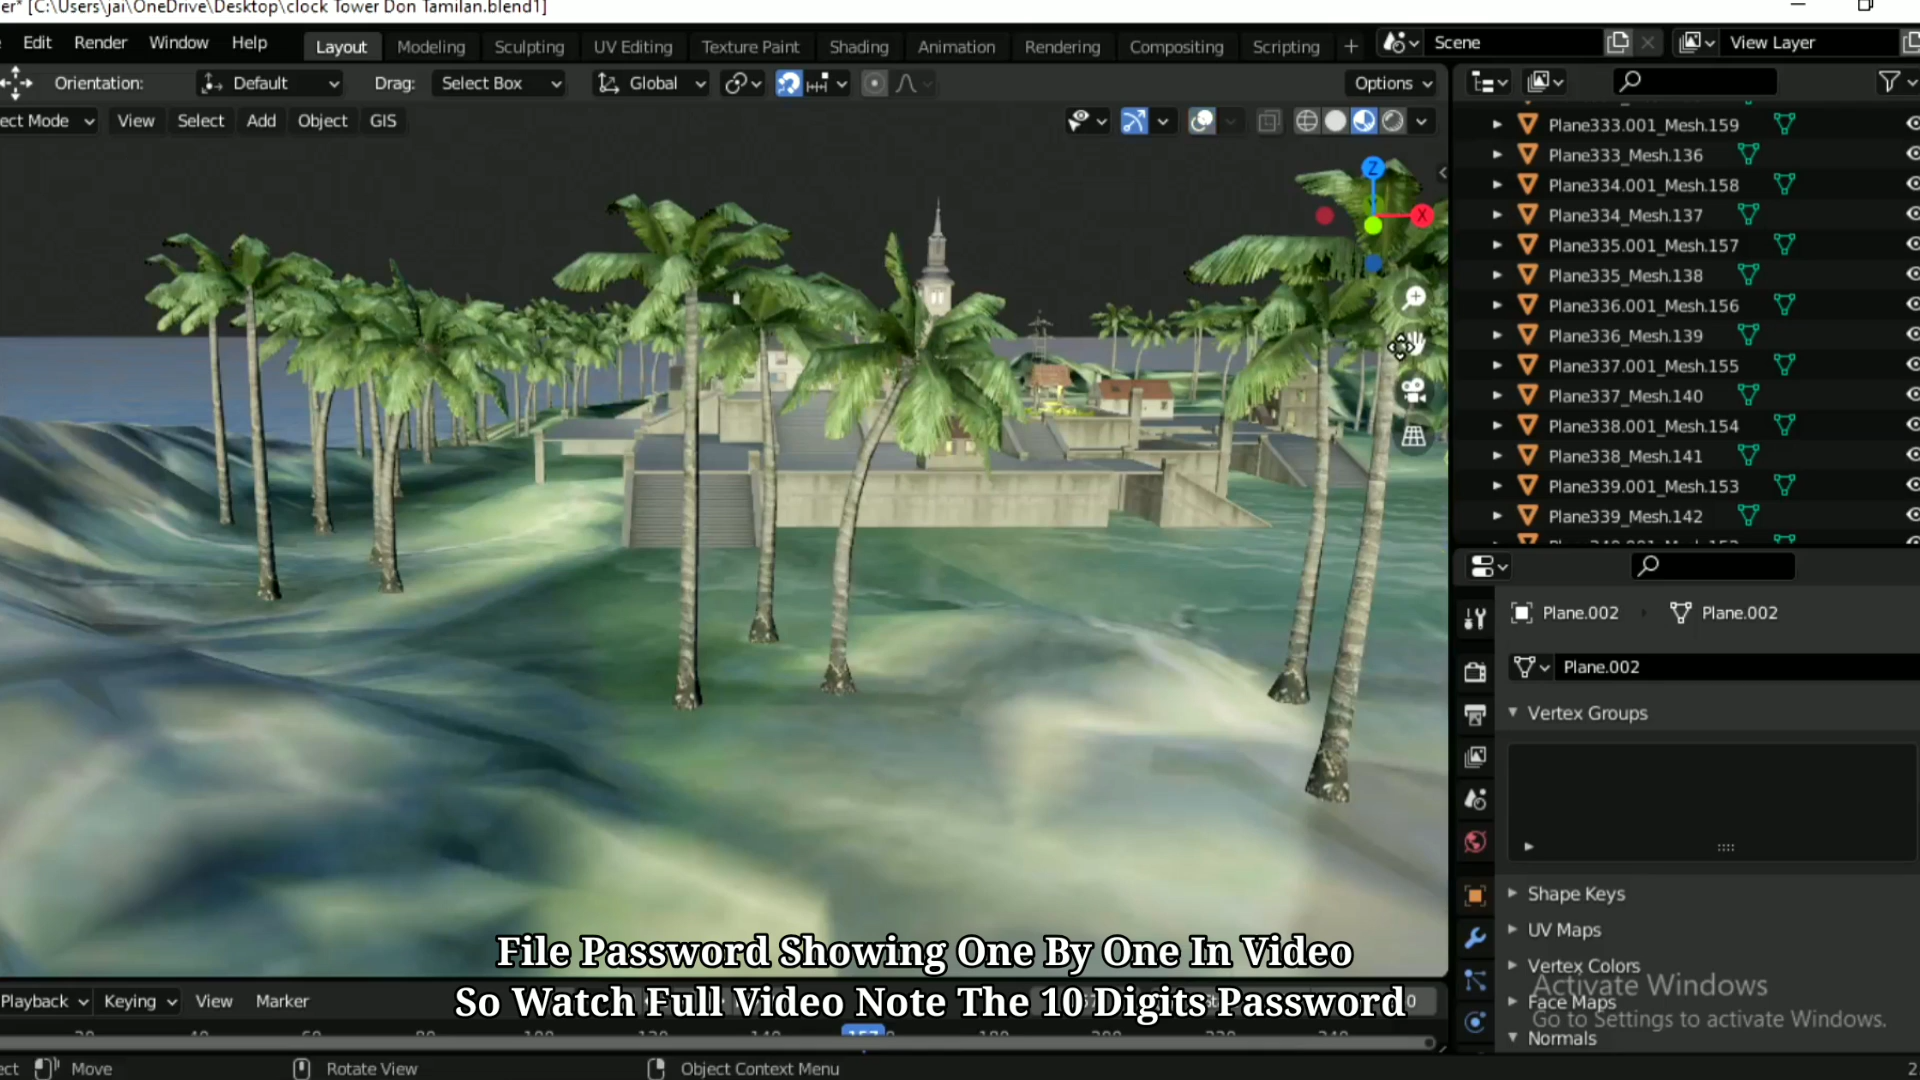 er* [C:\Users\jai\OneDrive\Desktop\clock Tower Don Tamilan.blend1]
Edit Render Window Help Layout Modeling Sculpting UV Editing Texture Paint Shading Animation Rendering Compositing Scripting + Scene View Layer
Orientation: Default Drag: Select Box Global Options
ect Mode View Select Add Object GIS
Z
X
Plane333.001_Mesh.159
Plane333_Mesh.136
Plane334.001_Mesh.158
Plane334_Mesh.137
Plane335.001_Mesh.157
Plane335_Mesh.138
Plane336.001_Mesh.156
Plane336_Mesh.139
Plane337.001_Mesh.155
Plane337_Mesh.140
Plane338.001_Mesh.154
Plane338_Mesh.141
Plane339.001_Mesh.153
Plane339_Mesh.142
Plane.002 Plane.002
Plane.002
Vertex Groups
Shape Keys
UV Maps
Vertex Colors
Face Maps
Normals
Activate Windows
Go to Settings to activate Windows.
File Password Showing One By One In Video
So Watch Full Video Note The 10 Digits Password
Playback Keying View Marker
ect Move Rotate View Object Context Menu